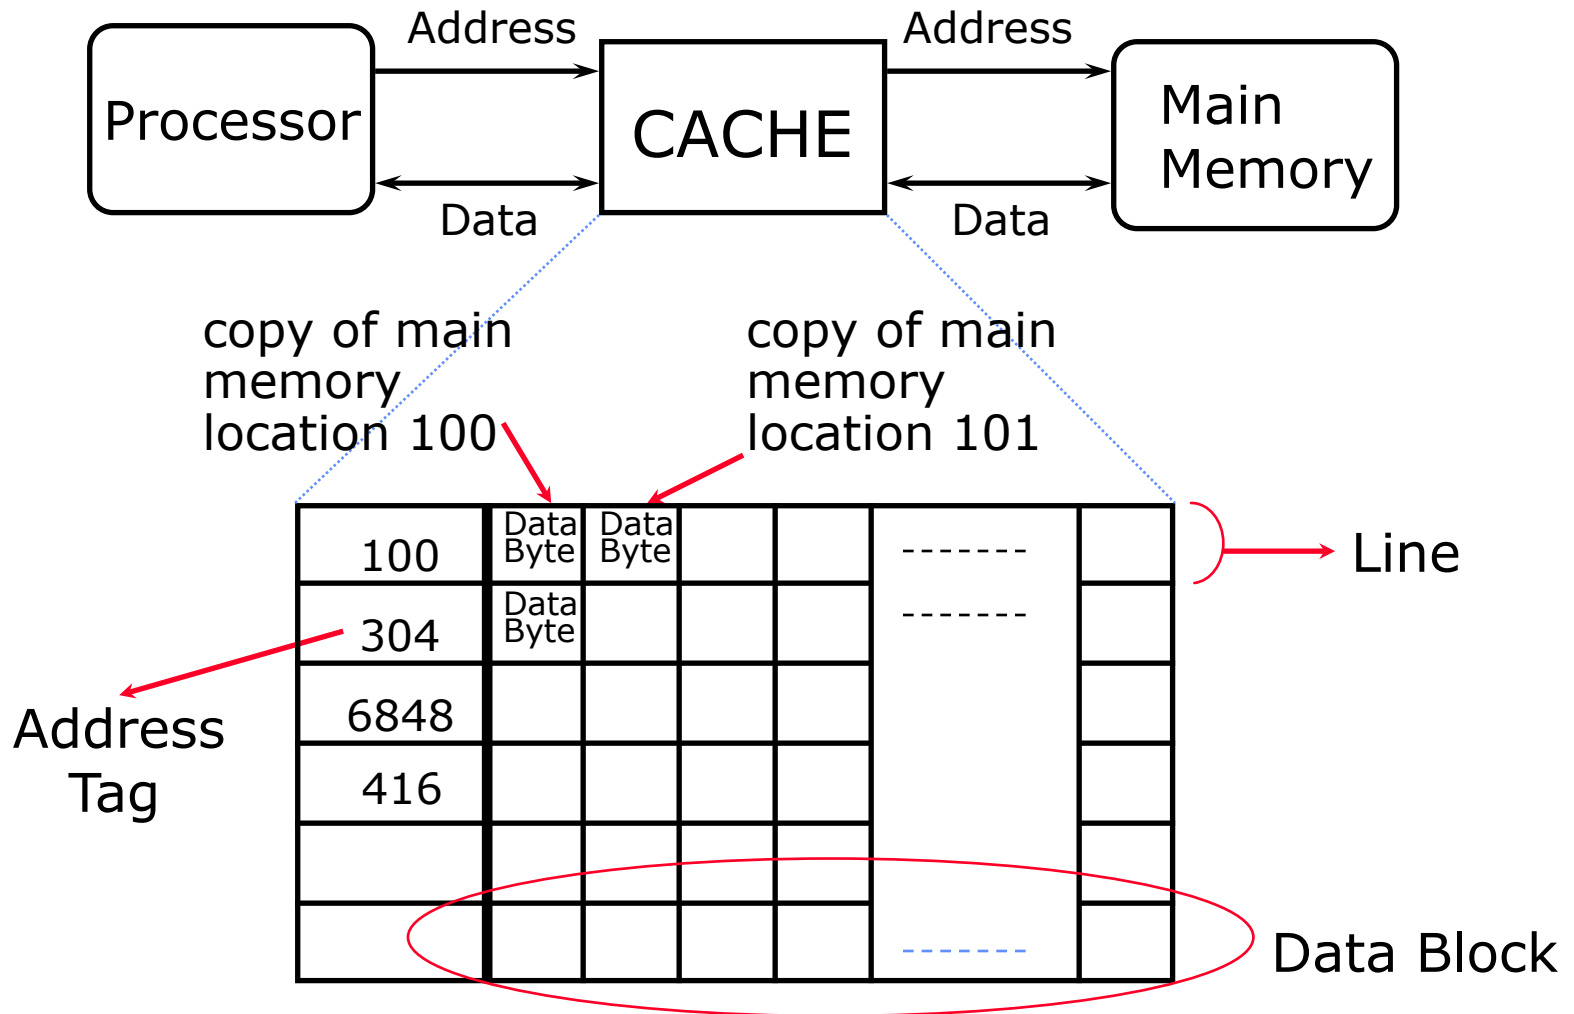 Address
Address
Processor
CACHE
Main
Memory
Data
Data
copy of main
memory
location 100
copy of main
memory
location 101
100
Data
Byte
Data
Byte
Line
304
Data
Byte
Address
Tag
6848
416
Data Block